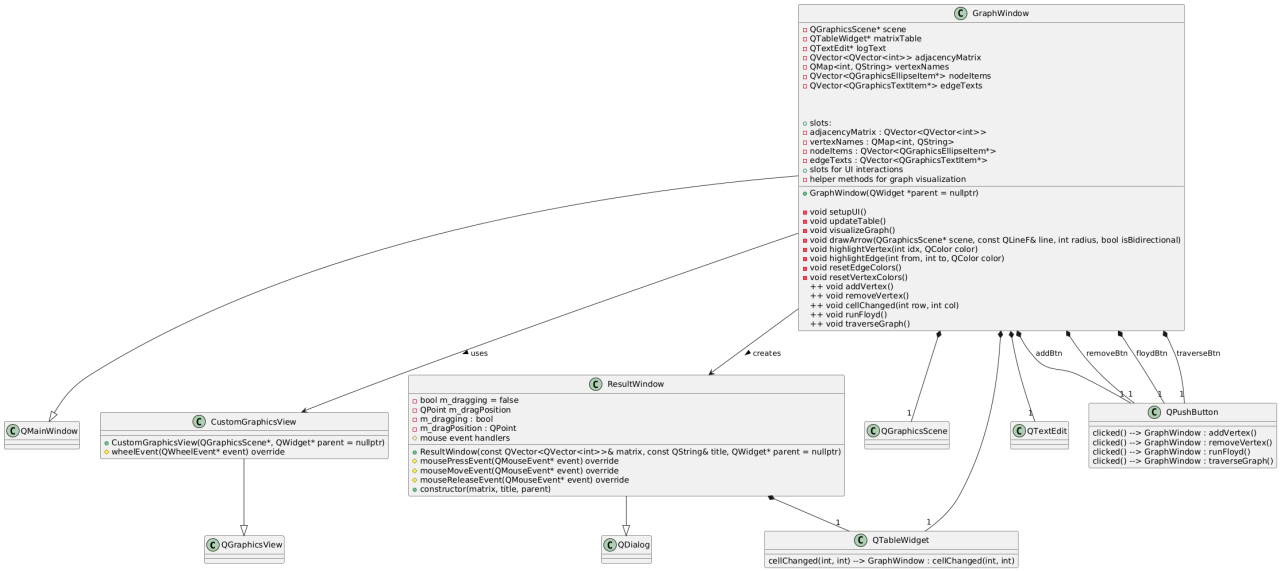 C GraphWindow
QGraphicsScene* scene
QTableWidget* matrixTable
QTextEdit* logText
QVector<QVector<int>> adjacencyMatrix
QMap<int, QString> vertexNames
QVector<QGraphicsEllipseItem*> nodeItems
QVector<QGraphicsTextItem*> edgeTexts
slots:
adjacencyMatrix : QVector<QVector<int>>
vertexNames : QMap<int, QString>
nodeItems : QVector<QGraphicsEllipseItem*>
edgeTexts : QVector<QGraphicsTextItem*>
slots for UI interactions
helper methods for graph visualization
GraphWindow(QWidget *parent = nullptr)
void setupUI()
void updateTable()
void visualizeGraph()
void drawArrow(QGraphicsScene* scene, const QLineF& line, int radius, bool isBidirectional)
void highlightVertex(int idx, QColor color)
void highlightEdge(int from, int to, QColor color)
void resetEdgeColors()
void resetVertexColors()
++ void addVertex()
++ void removeVertex()
++ void cellChanged(int row, int col)
++ void runFloyd()
++ void traverseGraph()
uses
creates
addBtn
removeBtn
floydBtn
traverseBtn
1
1
1
1
1
1
1
1
C QMainWindow
C CustomGraphicsView
CustomGraphicsView(QGraphicsScene*, QWidget* parent = nullptr)
wheelEvent(QWheelEvent* event) override
C ResultWindow
bool m_dragging = false
QPoint m_dragPosition
m_dragging : bool
m_dragPosition : QPoint
mouse event handlers
ResultWindow(const QVector<QVector<int>>& matrix, const QString& title, QWidget* parent = nullptr)
mousePressEvent(QMouseEvent* event) override
mouseMoveEvent(QMouseEvent* event) override
mouseReleaseEvent(QMouseEvent* event) override
constructor(matrix, title, parent)
C QGraphicsScene
C QTextEdit
C QPushButton
clicked() --> GraphWindow : addVertex()
clicked() --> GraphWindow : removeVertex()
clicked() --> GraphWindow : runFloyd()
clicked() --> GraphWindow : traverseGraph()
C QGraphicsView
C QDialog
C QTableWidget
cellChanged(int, int) --> GraphWindow : cellChanged(int, int)